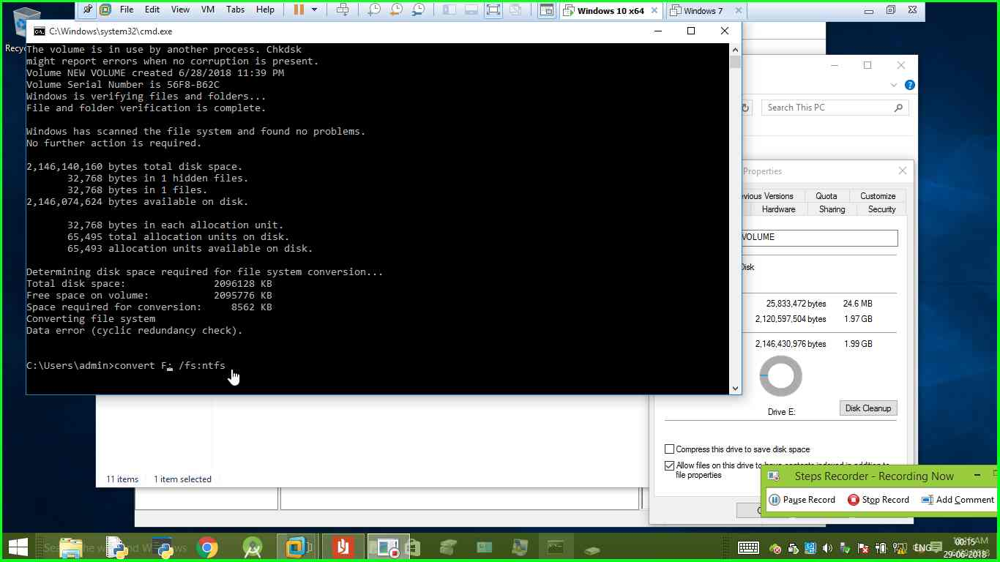 File Edit View VM Tabs Help Windows 10 x64 Windows 7
C:\Windows\system32\cmd.exe
The volume is in use by another process. Chkdsk
might report errors when no corruption is present.
Volume NEW VOLUME created 6/28/2018 11:39 PM
Volume Serial Number is 56F8-B62C
Windows is verifying files and folders...
File and folder verification is complete.
Windows has scanned the file system and found no problems.
No further action is required.
2,146,140,160 bytes total disk space.
32,768 bytes in 1 hidden files.
32,768 bytes in 1 files.
2,146,074,624 bytes available on disk.
32,768 bytes in each allocation unit.
65,495 total allocation units on disk.
65,493 allocation units available on disk.
Determining disk space required for file system conversion...
Total disk space: 2096128 KB
Free space on volume: 2095776 KB
Space required for conversion: 8562 KB
Converting file system
Data error (cyclic redundancy check).
C:\Users\admin>convert F: /fs:ntfs
Search This PC
Properties
evious Versions Quota Customize
Hardware Sharing Security
VOLUME
Disk
25,833,472 bytes 24.6 MB
2,120,597,504 bytes 1.97 GB
2,146,430,976 bytes 1.99 GB
Drive E:
Disk Cleanup
Compress this drive to save disk space
Allow files on this drive to have contents indexed in addition to
file properties
11 items 1 item selected
Steps Recorder - Recording Now
Pause Record Stop Record Add Comment
ENG
00:15
29-06-2018